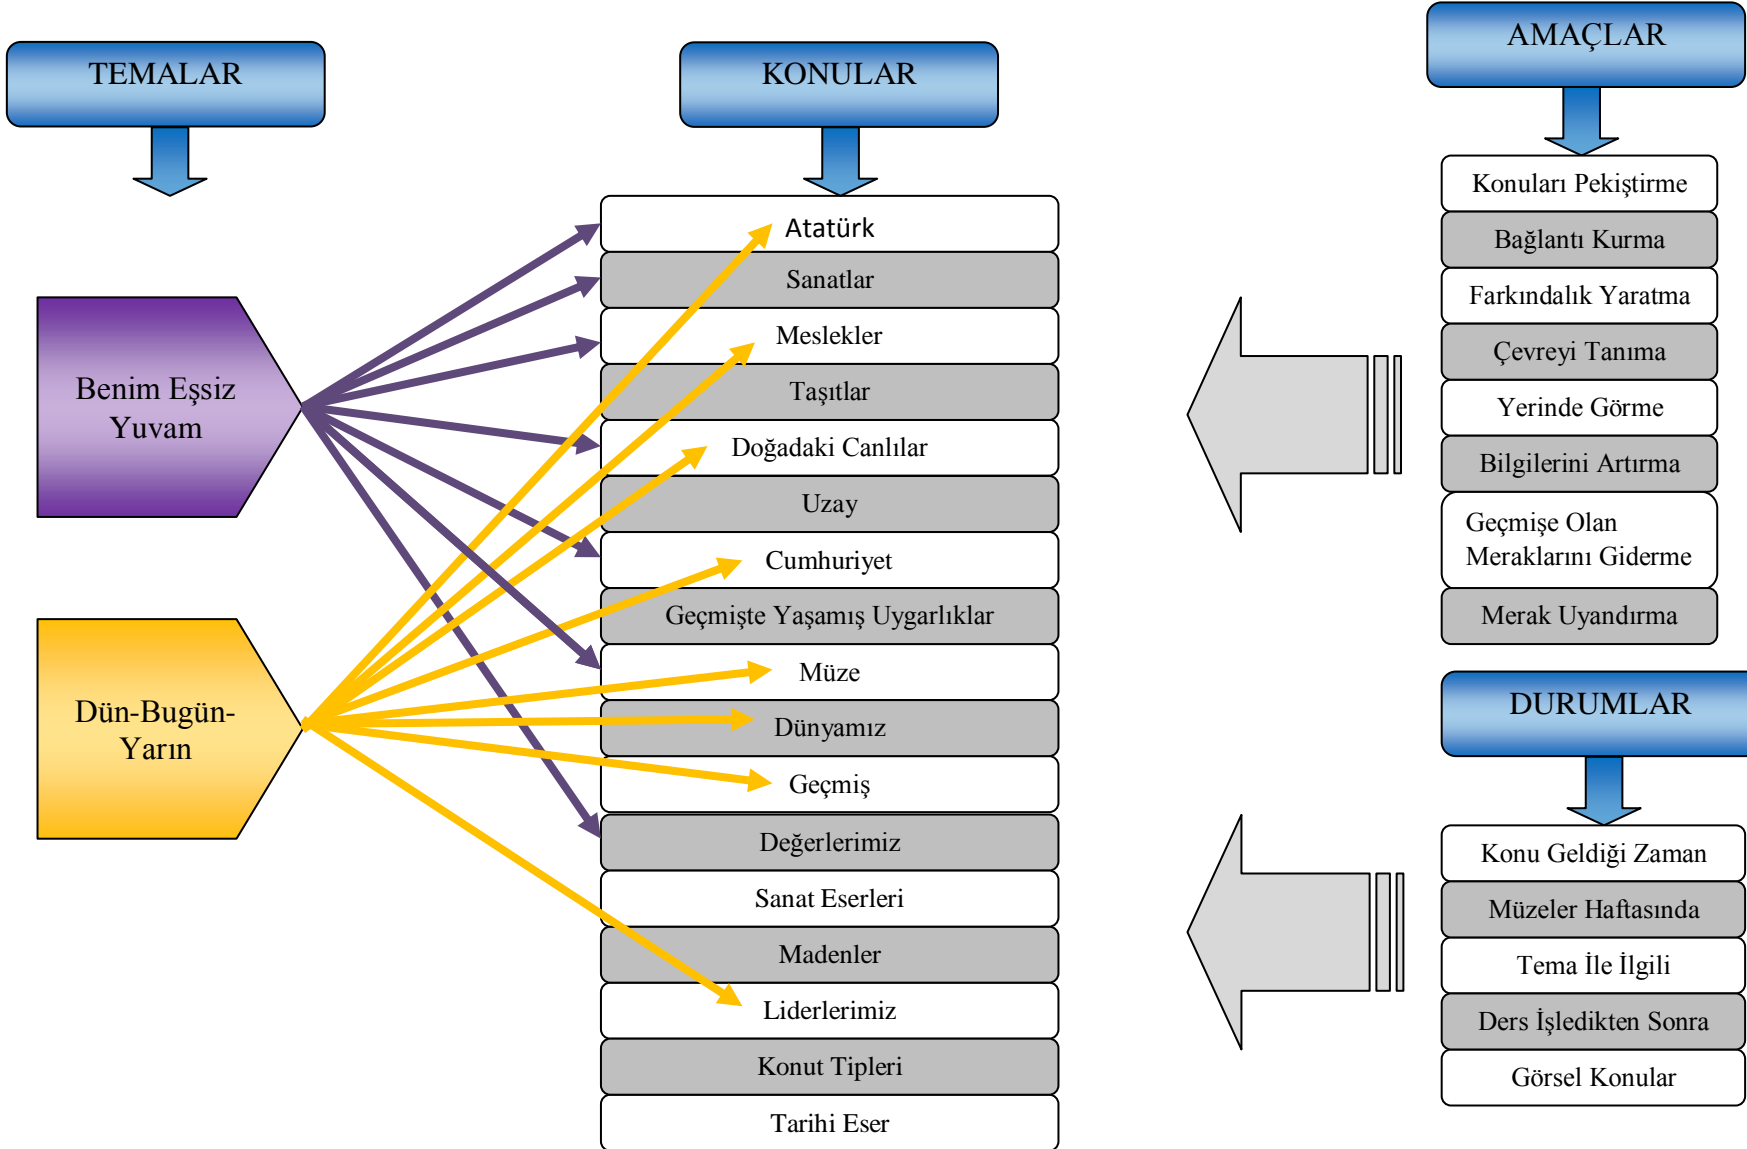 TEMALAR
Benim Eşsiz
Yuvam
Dün-Bugün-
Yarın
KONULAR
Atatürk
Sanatlar
Meslekler
Taşıtlar
Doğadaki Canlılar
Uzay
Cumhuriyet
Geçmişte Yaşamış Uygarlıklar
Müze
Dünyamız
Geçmiş
Değerlerimiz
Sanat Eserleri
Madenler
Liderlerimiz
Konut Tipleri
Tarihi Eser
AMAÇLAR
Konuları Pekiştirme
Bağlantı Kurma
Farkındalık Yaratma
Çevreyi Tanıma
Yerinde Görme
Bilgilerini Artırma
Geçmişe Olan
Meraklarını Giderme
Merak Uyandırma
DURUMLAR
Konu Geldiği Zaman
Müzeler Haftasında
Tema İle İlgili
Ders İşledikten Sonra
Görsel Konular